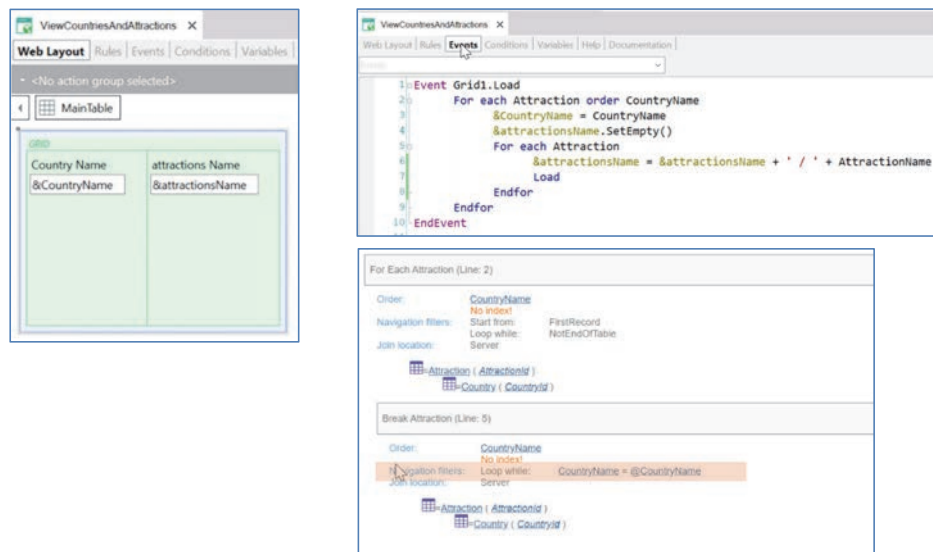 ViewCountriesAndAttractions X
Web Layout | Rules | Events | Conditions | Variables |
<No action group selected>
MainTable
GRID
Country Name attractions Name
&CountryName &attractionsName
ViewCountriesAndAttractions X
Web Layout | Rules | Events | Conditions | Variables | Help | Documentation |
1 Event Grid1.Load
2 For each Attraction order CountryName
3 &CountryName = CountryName
4 &attractionsName.SetEmpty()
5 For each Attraction
6 &attractionsName = &attractionsName + ' / ' + AttractionName
7 Load
8 Endfor
9 Endfor
10 EndEvent
For Each Attraction (Line: 2)
Order: CountryName
No index!
Navigation filters: Start from: FirstRecord
Loop while: NotEndOfTable
Join location: Server
=Attraction ( AttractionId )
=Country ( CountryId )
Break Attraction (Line: 5)
Order: CountryName
No index!
Navigation filters: Loop while: CountryName = @CountryName
Join location: Server
=Attraction ( AttractionId )
=Country ( CountryId )